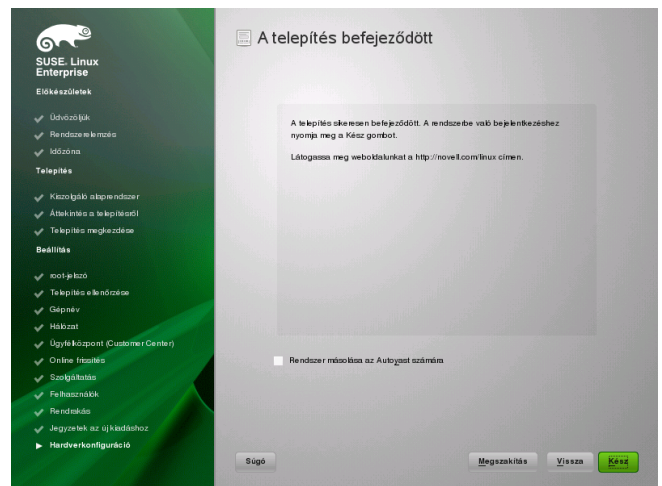 SUSE. Linux
Enterprise
Előkészületek
Üdvözöljük
Rendszerelemzés
Időzóna
Telepítés
Kiszolgáló alaprendszer
Áttekintés a telepítésről
Telepítés megkezdése
Beállítás
root-jelszó
Telepítés ellenőrzése
Gépnév
Hálózat
Ügyfélközpont (Customer Center)
Online frissítés
Szolgáltatás
Felhasználók
Rendrakás
Jegyzetek az új kiadáshoz
Hardverkonfiguráció
A telepítés befejeződött
A telepítés sikeresen befejeződött. A rendszerbe való bejelentkezéshez
nyomja meg a Kész gombot.
Látogassa meg weboldalunkat a http://novell.com/linux címen.
Rendszer másolása az Autoyast számára
Súgó
Megszakítás
Vissza
Kész